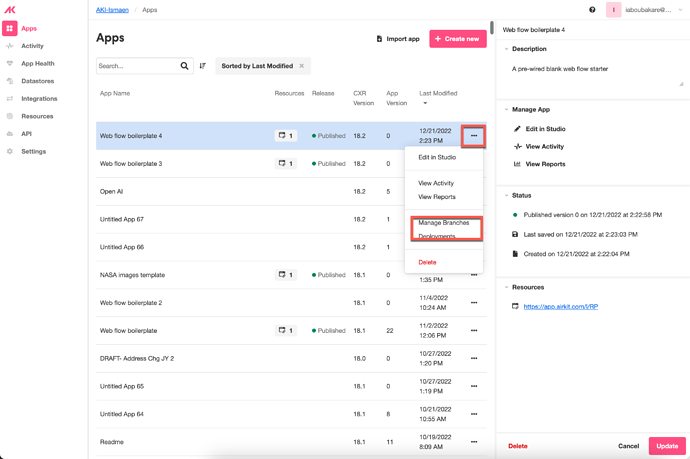 AKI-Ismaen / Apps
iaboubakare@...
Apps
Activity
App Health
Datastores
Integrations
Resources
API
Settings
Apps
Import app
+ Create new
Search...
Sorted by Last Modified ×
App Name Resources Release CXR Version App Version Last Modified
Web flow boilerplate 4 1 Published 18.2 0 12/21/2022 2:23 PM
Web flow boilerplate 3 1 Published 18.2 0
Open AI 18.2 5
Untitled App 67 18.2 1
Untitled App 66 18.2 1
NASA images template 18.1 1:35 PM
Web flow boilerplate 2 18.1 0 11/4/2022 10:24 AM
Web flow boilerplate 1 Published 18.1 22 11/2/2022 12:06 PM
DRAFT- Address Chg JY 2 18.0 0 10/27/2022 1:20 PM
Untitled App 65 18.1 0 10/27/2022 1:19 PM
Untitled App 64 18.1 8 10/21/2022 10:55 AM
Readme 18.1 11 10/19/2022 8:09 AM
Edit in Studio
View Activity
View Reports
Manage Branches
Deployments
Delete
Web flow boilerplate 4
Description
A pre-wired blank web flow starter
Manage App
Edit in Studio
View Activity
View Reports
Status
Published version 0 on 12/21/2022 at 2:22:58 PM
Last saved on 12/21/2022 at 2:23:03 PM
Created on 12/21/2022 at 2:22:04 PM
Resources
https://app.airkit.com/l/RP
Delete
Cancel
Update